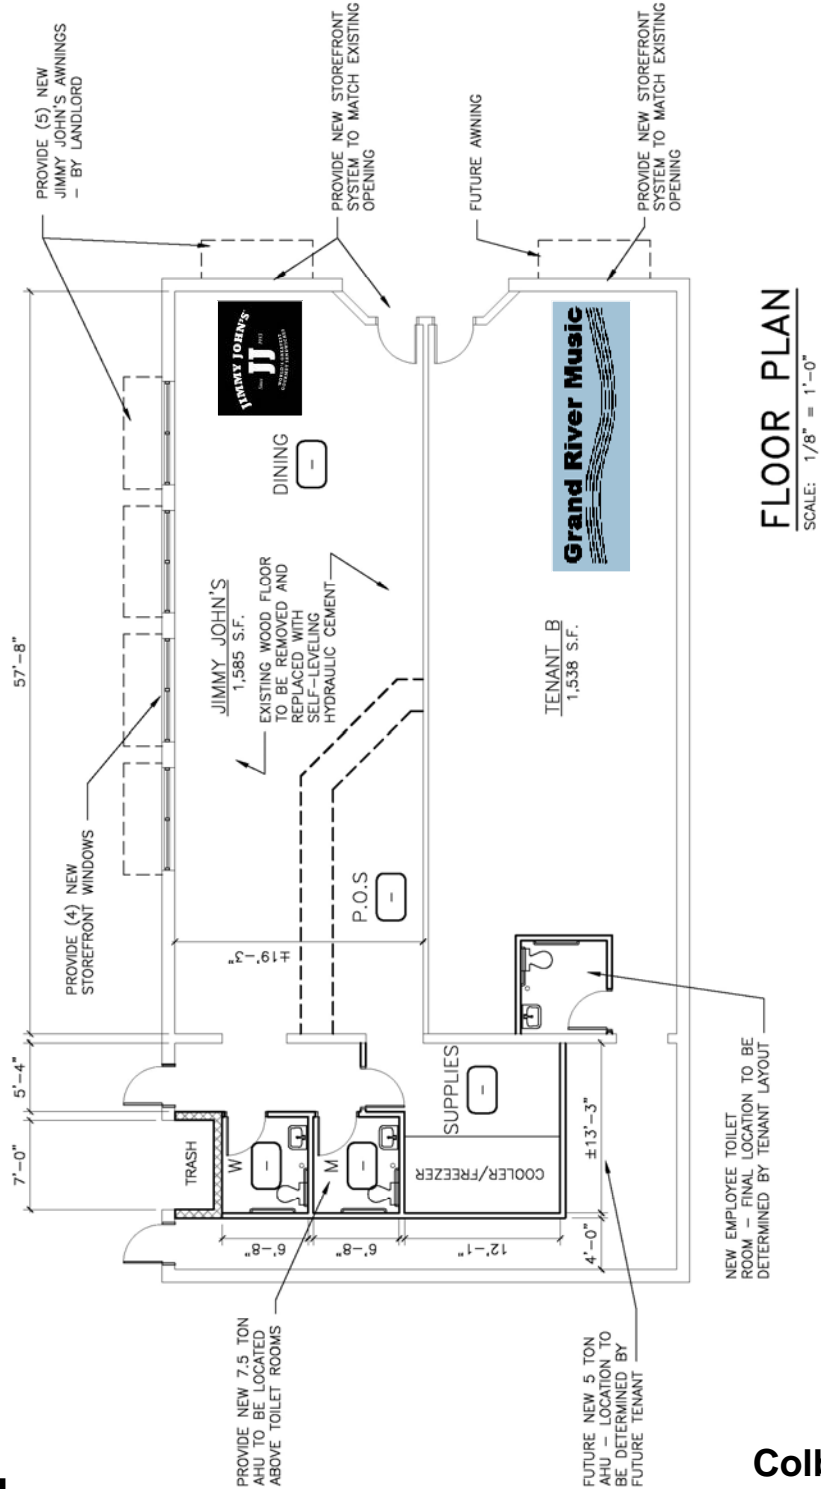 PROVIDE (5) NEW
JIMMY JOHN'S AWNINGS
– BY LANDLORD
PROVIDE NEW STOREFRONT
SYSTEM TO MATCH EXISTING
OPENING
FUTURE AWNING
PROVIDE NEW STOREFRONT
SYSTEM TO MATCH EXISTING
OPENING
57'-8"
5'-4"
7'-0"
PROVIDE (4) NEW
STOREFRONT WINDOWS
JIMMY JOHN'S
1,585 S.F.
EXISTING WOOD FLOOR
TO BE REMOVED AND
REPLACED WITH
SELF-LEVELING
HYDRAULIC CEMENT
DINING
JIMMY JOHN'S
Since
JJ
WORLD'S GREATEST
GOURMET SANDWICHES
P.O.S
±19'-3"
TRASH
W
M
SUPPLIES
COOLER/FREEZER
6'-8"
6'-8"
12'-1"
±13'-3"
4'-0"
TENANT B
1,538 S.F.
Grand River Music
PROVIDE NEW 7.5 TON
AHU TO BE LOCATED
ABOVE TOILET ROOMS
FUTURE NEW 5 TON
AHU – LOCATION TO
BE DETERMINED BY
FUTURE TENANT
NEW EMPLOYEE TOILET
ROOM – FINAL LOCATION TO BE
DETERMINED BY TENANT LAYOUT
FLOOR PLAN
SCALE: 1/8" = 1'-0"